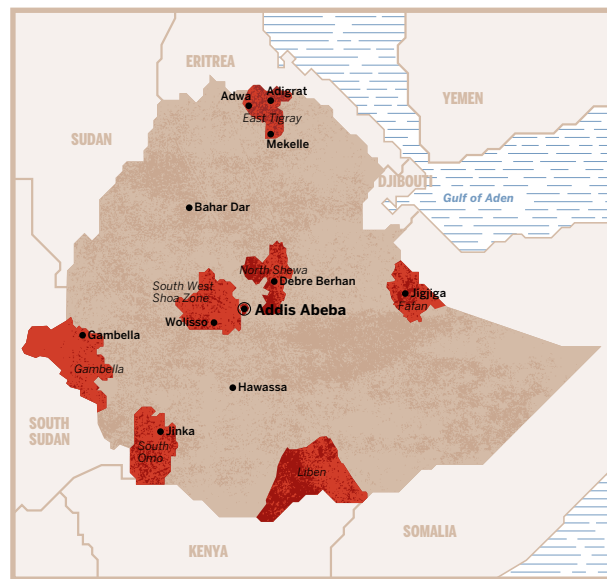 ERITREA
YEMEN
SUDAN
Adwa
Adigrat
East Tigray
Mekelle
DJIBOUTI
Gulf of Aden
Bahar Dar
North Shewa
Debre Berhan
South West
Shoa Zone
Jigjiga
Fafan
Addis Abeba
Wolisso
Gambella
Gambella
Hawassa
SOUTH
SUDAN
Jinka
South
Omo
Liben
SOMALIA
KENYA